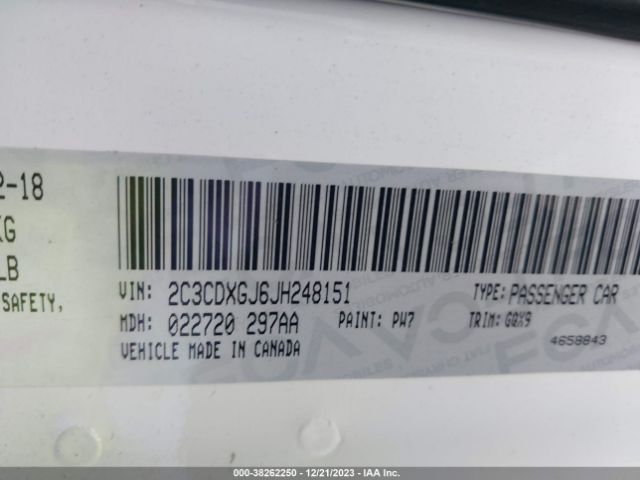 2-18
KG
LB
SAFETY,
VIN: 2C3CDXGJ6JH248151
TYPE: PASSENGER CAR
MDH: 022720 297AA
PAINT: PW7
TRIM: GQX9
VEHICLE MADE IN CANADA
4658843
000-38262250 - 12/21/2023 - IAA Inc.